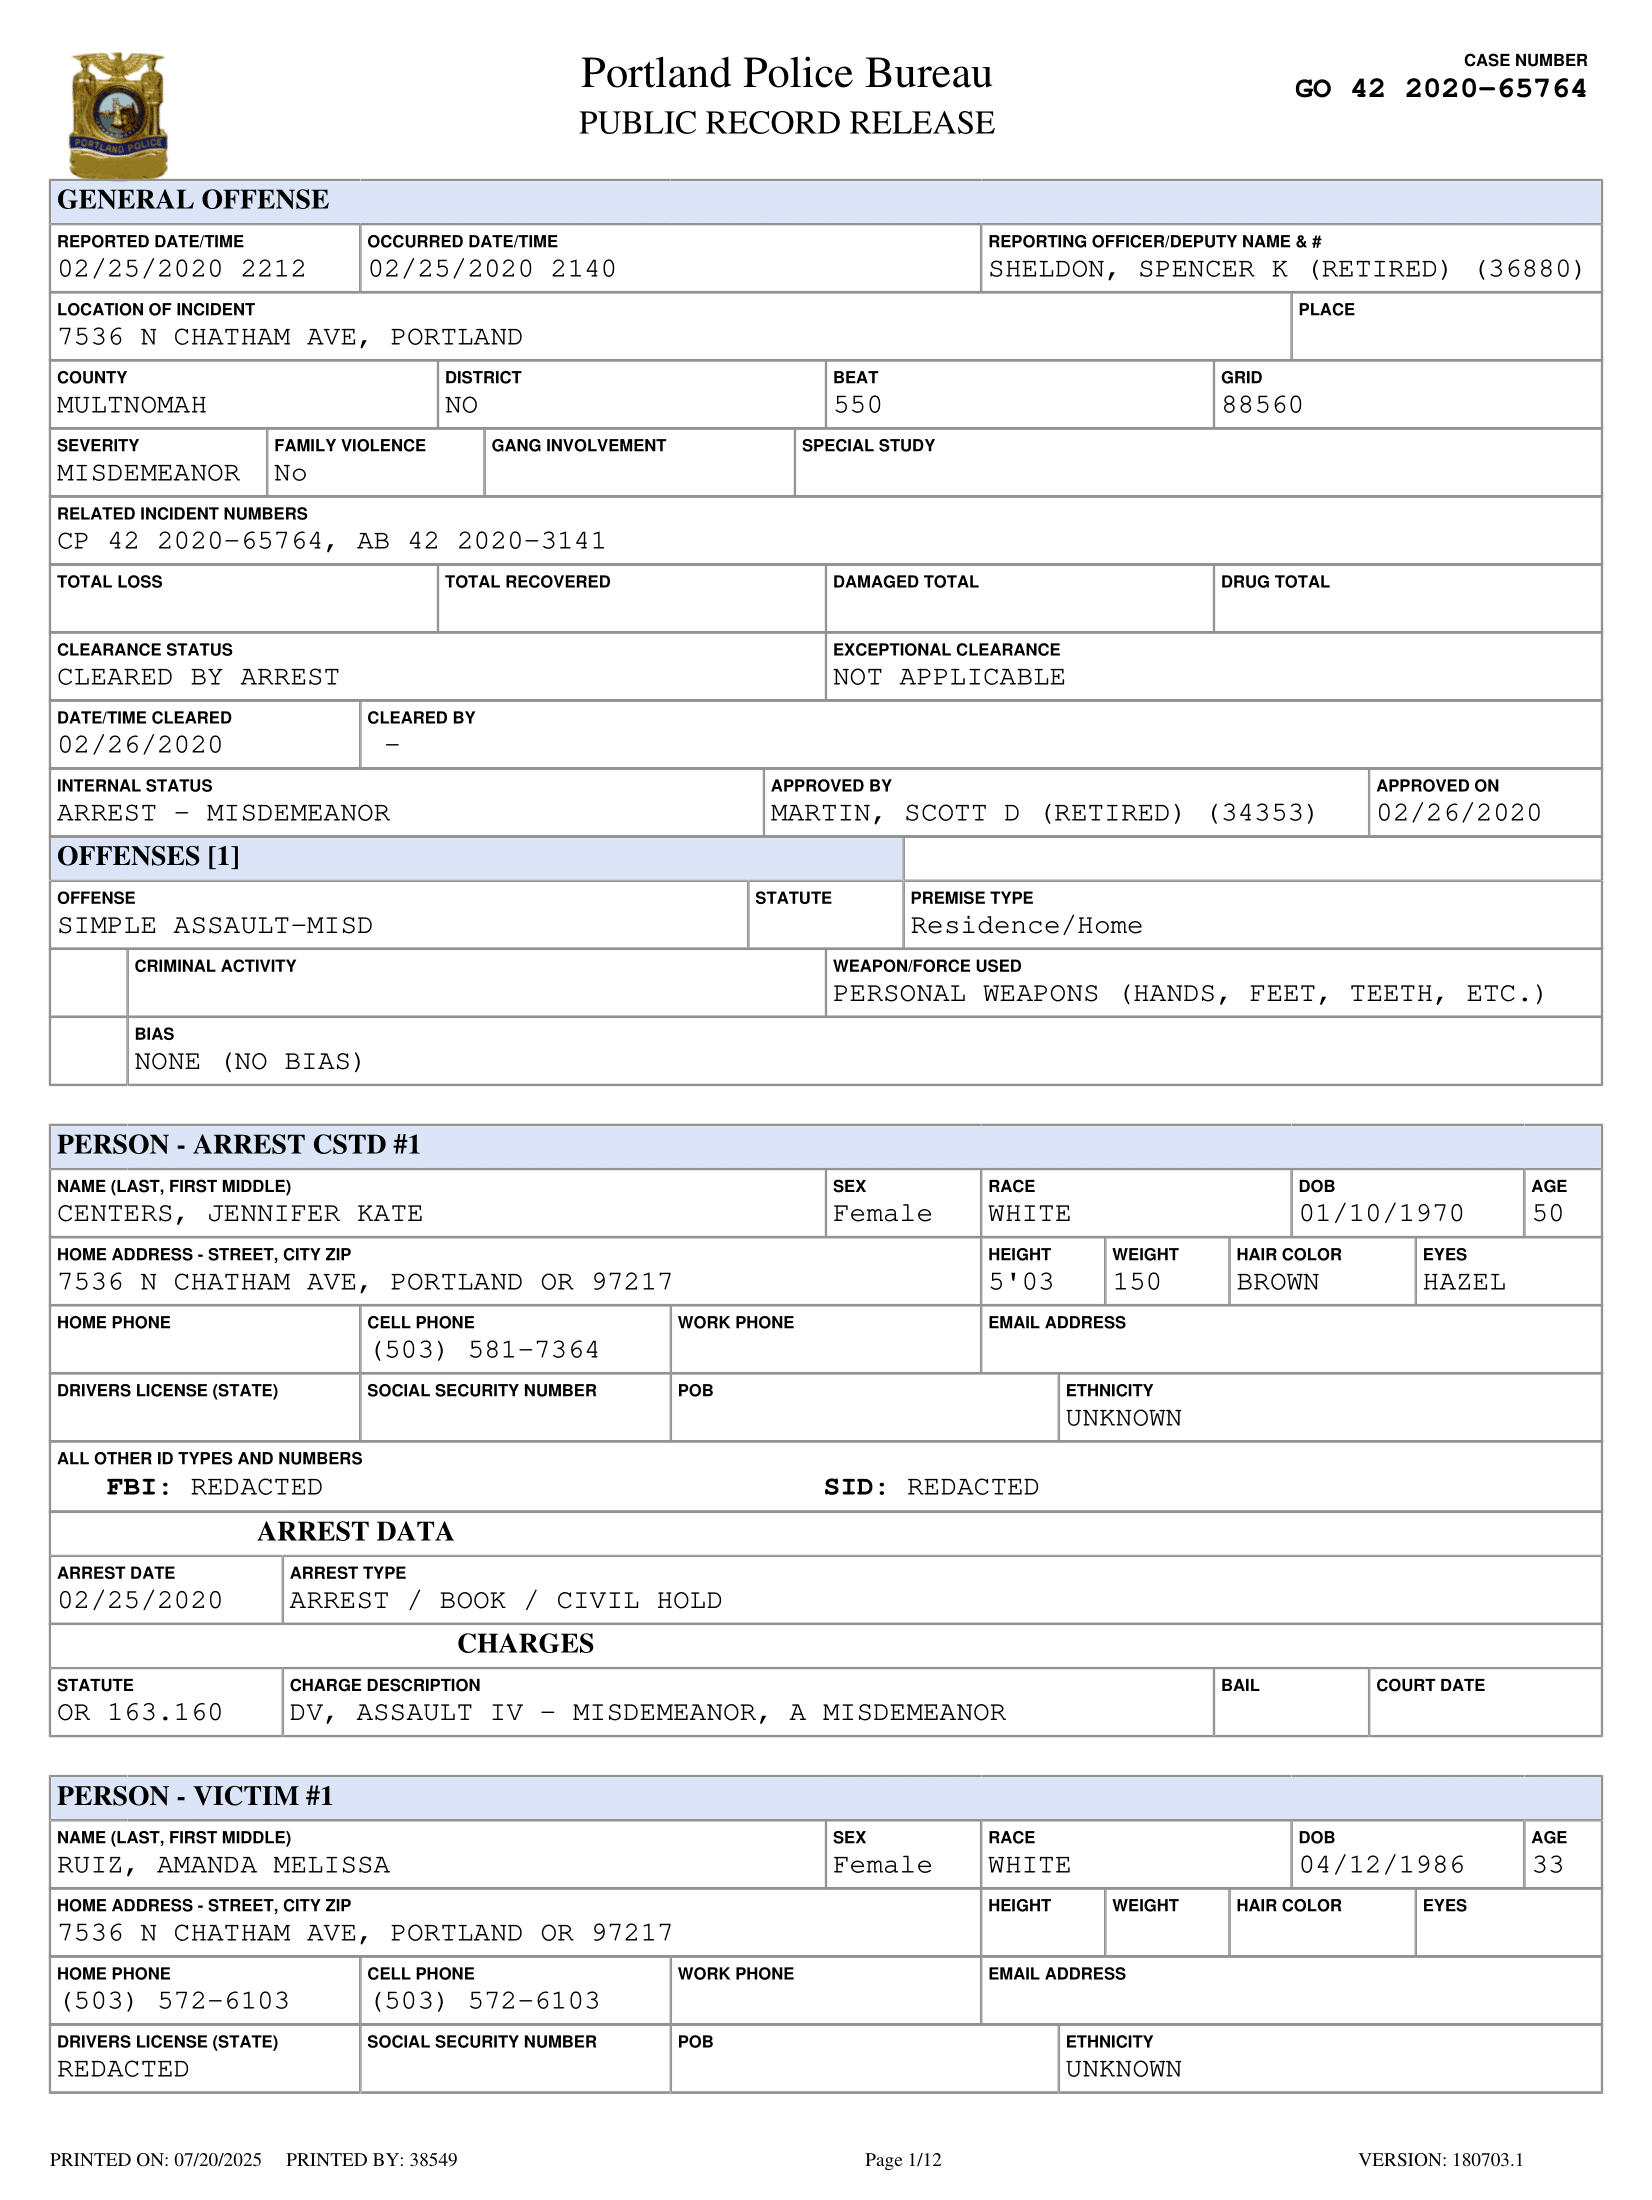 Portland Police Bureau
PUBLIC RECORD RELEASE
CASE NUMBER
GO 42 2020-65764
PORTLAND POLICE
GENERAL OFFENSE
REPORTED DATE/TIME OCCURRED DATE/TIME REPORTING OFFICER/DEPUTY NAME & #
02/25/2020 2212 02/25/2020 2140 SHELDON, SPENCER K (RETIRED) (36880)
LOCATION OF INCIDENT PLACE
7536 N CHATHAM AVE, PORTLAND
COUNTY DISTRICT BEAT GRID
MULTNOMAH NO 550 88560
SEVERITY FAMILY VIOLENCE GANG INVOLVEMENT SPECIAL STUDY
MISDEMEANOR No
RELATED INCIDENT NUMBERS
CP 42 2020-65764, AB 42 2020-3141
TOTAL LOSS TOTAL RECOVERED DAMAGED TOTAL DRUG TOTAL
CLEARANCE STATUS EXCEPTIONAL CLEARANCE
CLEARED BY ARREST NOT APPLICABLE
DATE/TIME CLEARED CLEARED BY
02/26/2020 -
INTERNAL STATUS APPROVED BY APPROVED ON
ARREST - MISDEMEANOR MARTIN, SCOTT D (RETIRED) (34353) 02/26/2020
OFFENSES [1]
OFFENSE STATUTE PREMISE TYPE
SIMPLE ASSAULT-MISD Residence/Home
CRIMINAL ACTIVITY WEAPON/FORCE USED
PERSONAL WEAPONS (HANDS, FEET, TEETH, ETC.)
BIAS
NONE (NO BIAS)
PERSON - ARREST CSTD #1
NAME (LAST, FIRST MIDDLE) SEX RACE DOB AGE
CENTERS, JENNIFER KATE Female WHITE 01/10/1970 50
HOME ADDRESS - STREET, CITY ZIP HEIGHT WEIGHT HAIR COLOR EYES
7536 N CHATHAM AVE, PORTLAND OR 97217 5'03 150 BROWN HAZEL
HOME PHONE CELL PHONE WORK PHONE EMAIL ADDRESS
(503) 581-7364
DRIVERS LICENSE (STATE) SOCIAL SECURITY NUMBER POB ETHNICITY
UNKNOWN
ALL OTHER ID TYPES AND NUMBERS
FBI: REDACTED SID: REDACTED
ARREST DATA
ARREST DATE ARREST TYPE
02/25/2020 ARREST / BOOK / CIVIL HOLD
CHARGES
STATUTE CHARGE DESCRIPTION BAIL COURT DATE
OR 163.160 DV, ASSAULT IV - MISDEMEANOR, A MISDEMEANOR
PERSON - VICTIM #1
NAME (LAST, FIRST MIDDLE) SEX RACE DOB AGE
RUIZ, AMANDA MELISSA Female WHITE 04/12/1986 33
HOME ADDRESS - STREET, CITY ZIP HEIGHT WEIGHT HAIR COLOR EYES
7536 N CHATHAM AVE, PORTLAND OR 97217
HOME PHONE CELL PHONE WORK PHONE EMAIL ADDRESS
(503) 572-6103 (503) 572-6103
DRIVERS LICENSE (STATE) SOCIAL SECURITY NUMBER POB ETHNICITY
REDACTED UNKNOWN
PRINTED ON: 07/20/2025 PRINTED BY: 38549 Page 1/12 VERSION: 180703.1